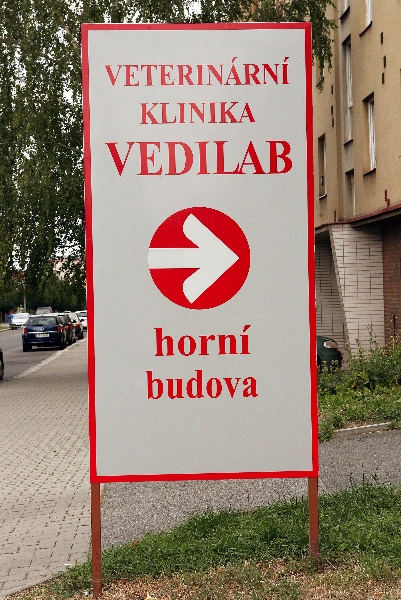 VETERINÁRNÍ
KLINIKA
VEDILAB
horní
budova